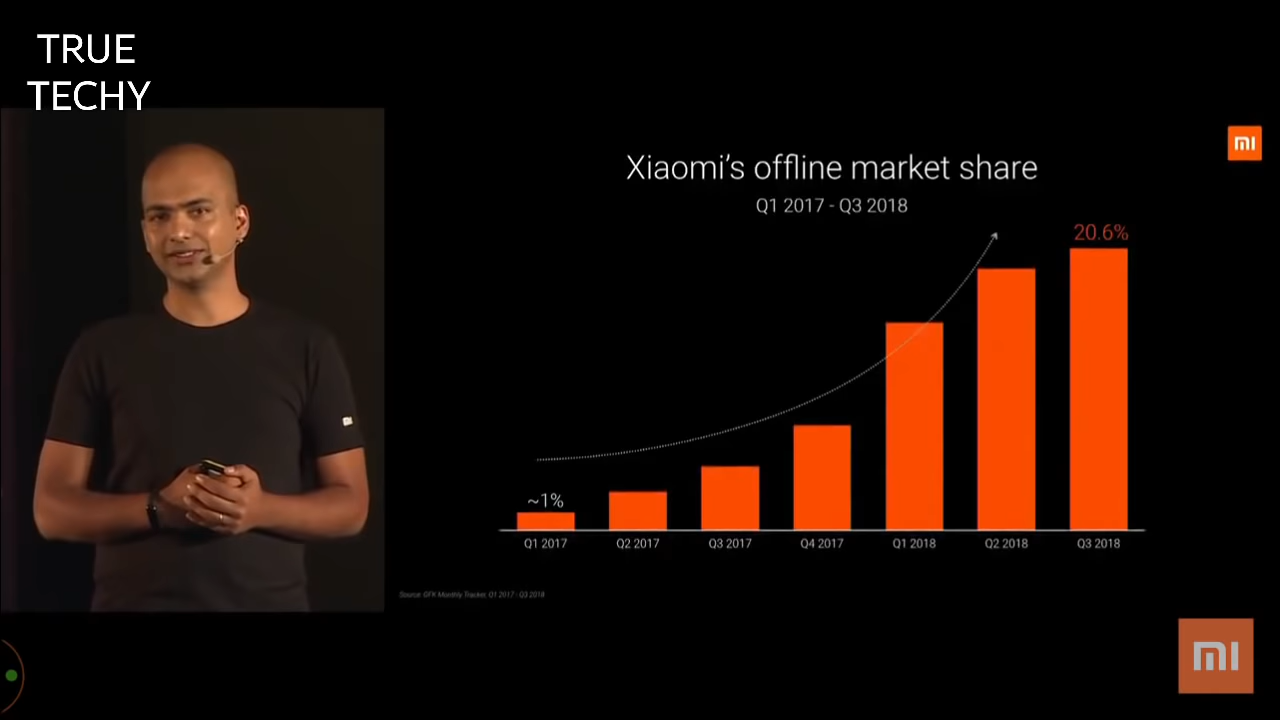 TRUE
TECHY
mi
Xiaomi's offline market share
Q1 2017 - Q3 2018
20.6%
~1%
Q1 2017
Q2 2017
Q3 2017
Q4 2017
Q1 2018
Q2 2018
Q3 2018
Source: GFK Monthly Tracker, Q1 2017 - Q3 2018
mi